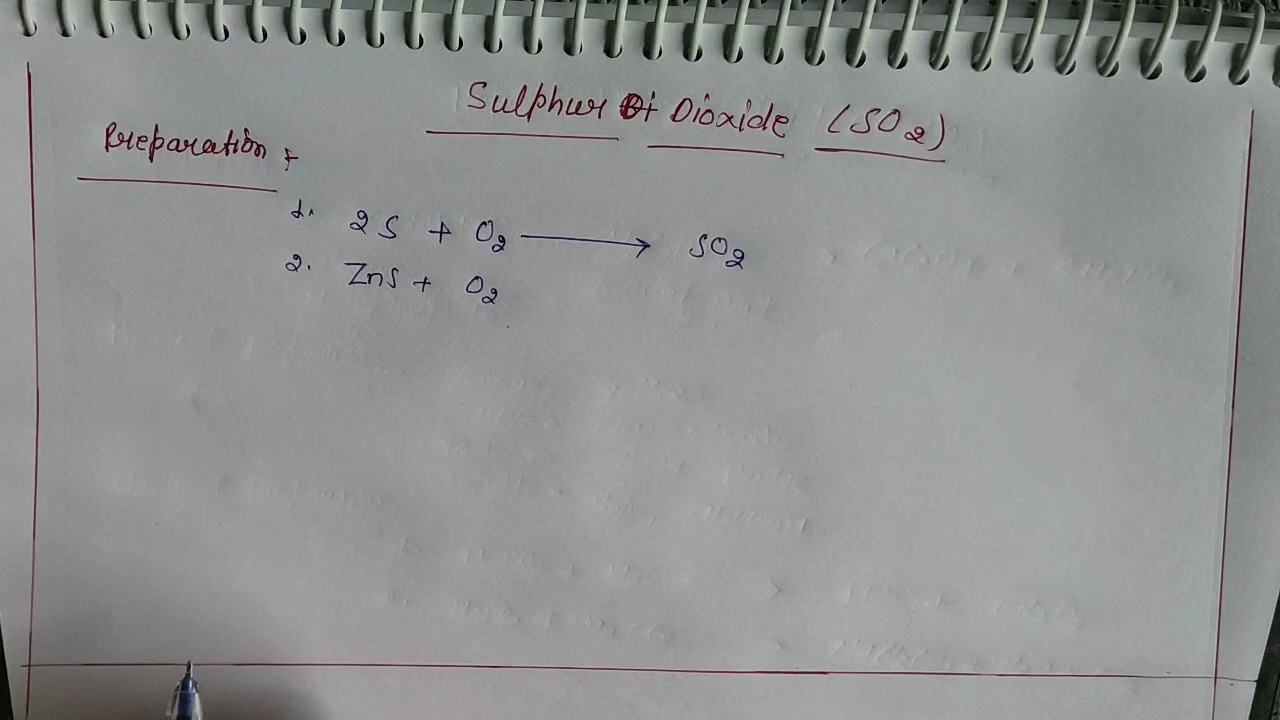 Sulphur Di Dioxide (SO₂)
Preparation :
1. 2S + O₂ ⟶ SO₂
2. ZnS + O₂